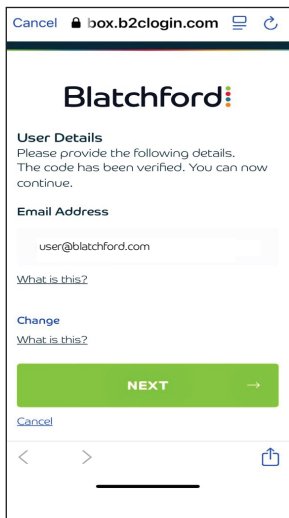 Cancel box.b2clogin.com
Blatchford
User Details
Please provide the following details.
The code has been verified. You can now
continue.
Email Address
user@blatchford.com
What is this?
Change
What is this?
NEXT →
Cancel